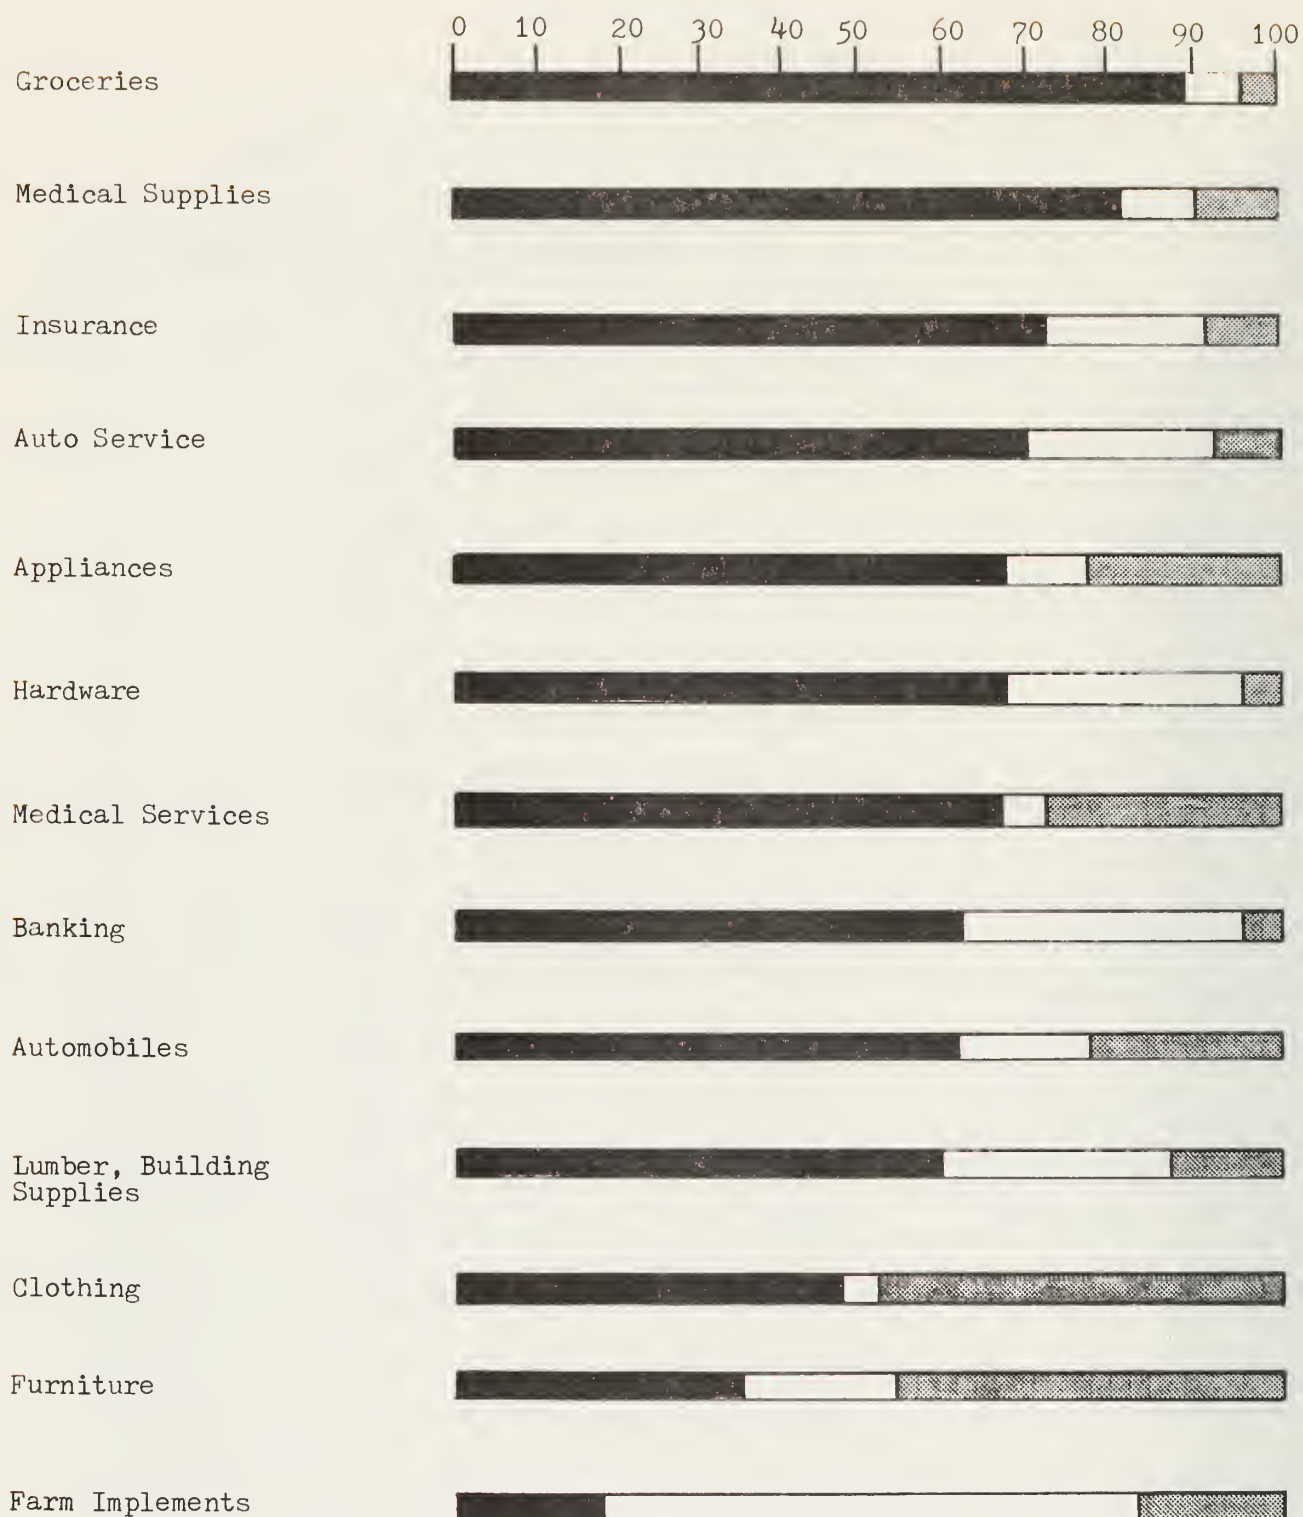 0 10 20 30 40 50 60 70 80 90 100
Groceries
Medical Supplies
Insurance
Auto Service
Appliances
Hardware
Medical Services
Banking
Automobiles
Lumber, Building
Supplies
Clothing
Furniture
Farm Implements